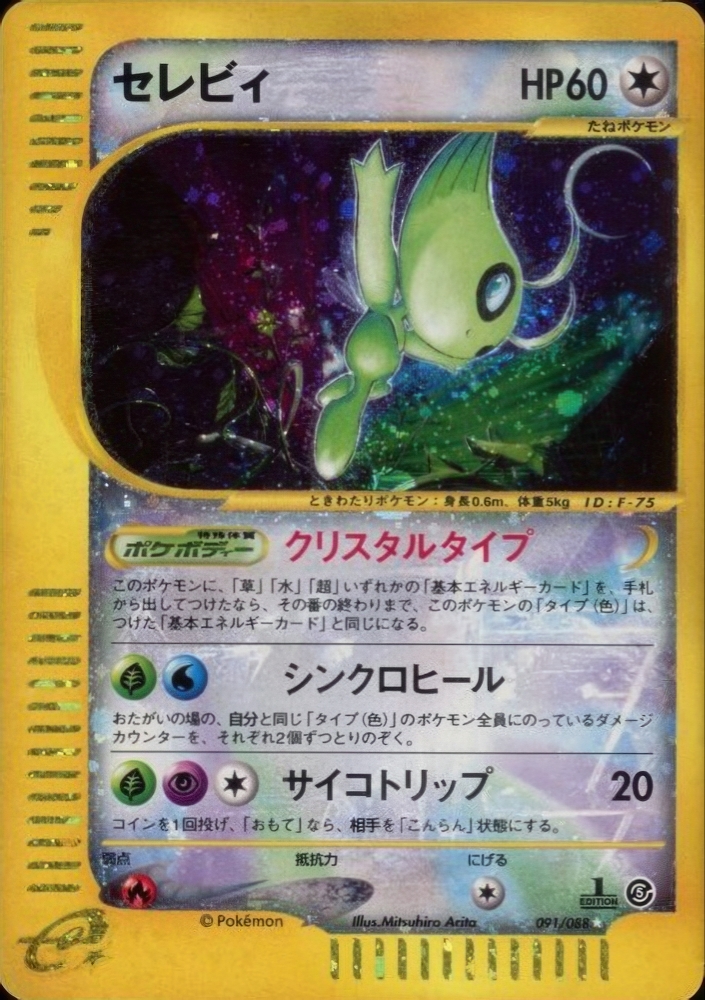 セレビィ HP60
たねポケモン
ときわたりポケモン：身長0.6m、体重5kg ID:F-75
特殊体質
ポケボディー クリスタルタイプ
このポケモンに、「草」「水」「超」いずれかの「基本エネルギーカード」を、手札
から出してつけたなら、その番の終わりまで、このポケモンの「タイプ（色）」は、
つけた「基本エネルギーカード」と同じになる。
シンクロヒール
おたがいの場の、自分と同じ「タイプ（色）」のポケモン全員にのっているダメージ
カウンターを、それぞれ2個ずつとりのぞく。
サイコトリップ 20
コインを1回投げ、「おもて」なら、相手を「こんらん」状態にする。
弱点 抵抗力 にげる
1
EDITION
5
©Pokémon Illus.Mitsuhiro Arita 091/088
e